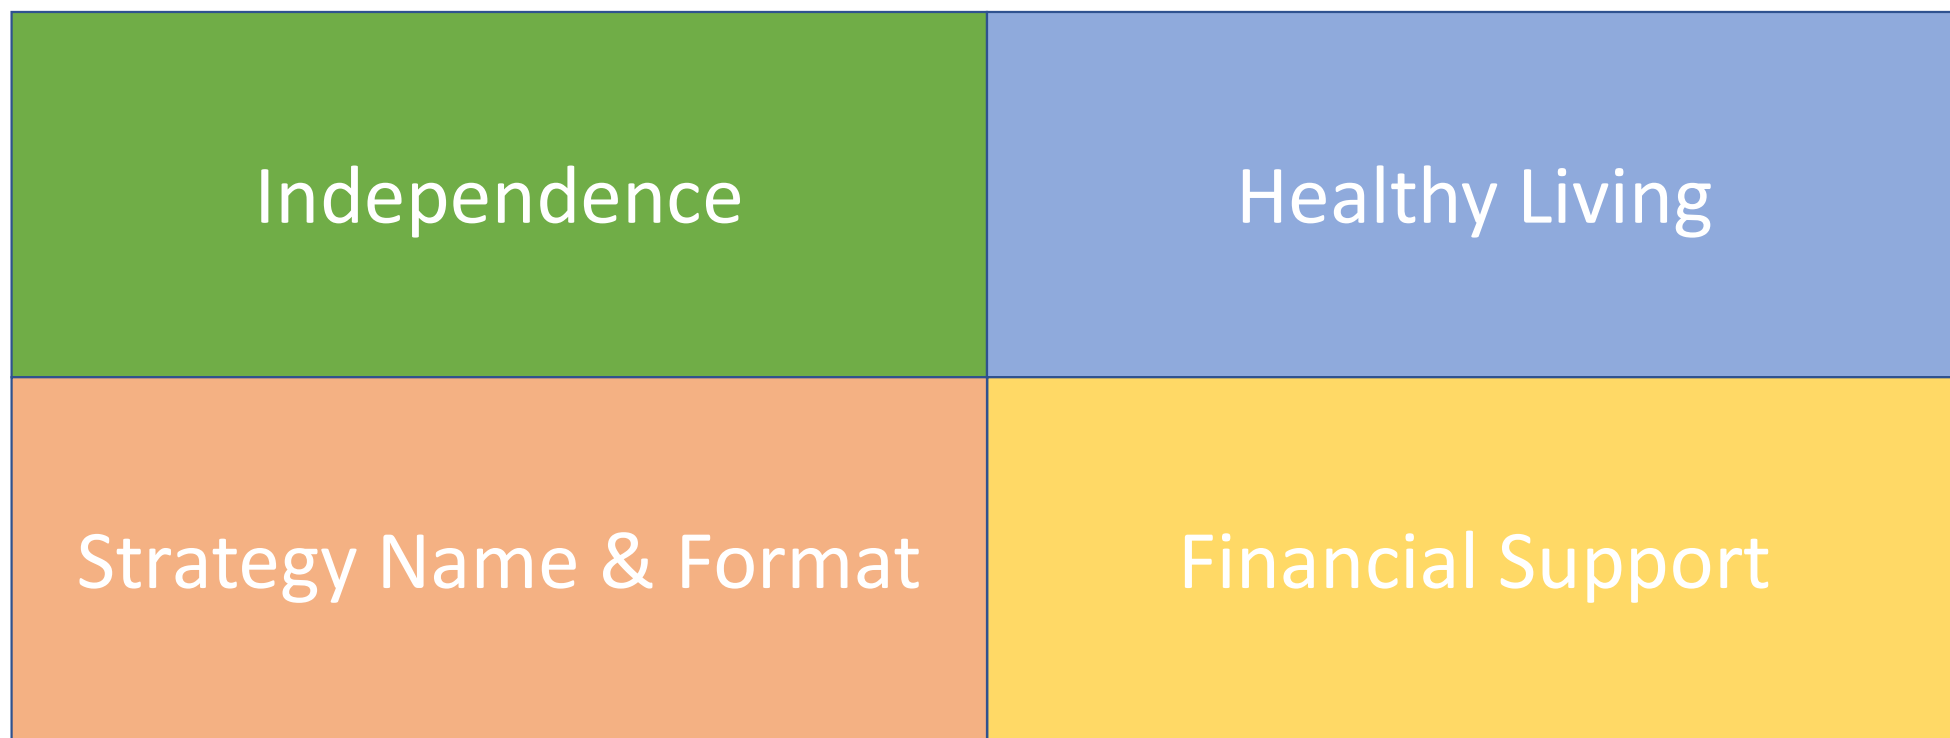 Independence
Healthy Living
Strategy Name & Format
Financial Support